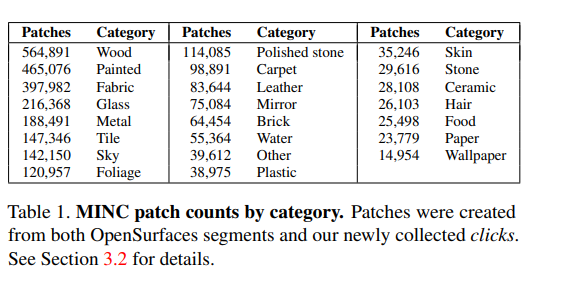 Patches Category Patches Category Patches Category
564,891 Wood 114,085 Polished stone 35,246 Skin
465,076 Painted 98,891 Carpet 29,616 Stone
397,982 Fabric 83,644 Leather 28,108 Ceramic
216,368 Glass 75,084 Mirror 26,103 Hair
188,491 Metal 64,454 Brick 25,498 Food
147,346 Tile 55,364 Water 23,779 Paper
142,150 Sky 39,612 Other 14,954 Wallpaper
120,957 Foliage 38,975 Plastic
Table 1. MINC patch counts by category. Patches were created
from both OpenSurfaces segments and our newly collected clicks.
See Section 3.2 for details.